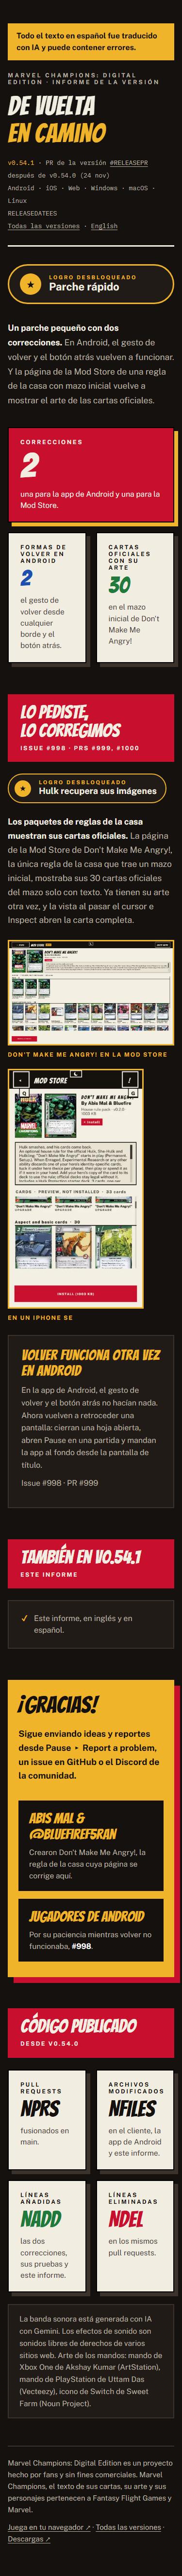 Todo el texto en español fue traducido
con IA y puede contener errores.
MARVEL CHAMPIONS: DIGITAL
EDITION · INFORME DE LA VERSIÓN
DE VUELTA
EN CAMINO
v0.54.1 · PR de la versión #RELEASEPR
después de v0.54.0 (24 nov)
Android · iOS · Web · Windows · macOS ·
Linux
RELEASEDATEES
Todas las versiones · English
LOGRO DESBLOQUEADO
Parche rápido
Un parche pequeño con dos
correcciones. En Android, el gesto de
volver y el botón atrás vuelven a funcionar.
Y la página de la Mod Store de una regla
de la casa con mazo inicial vuelve a
mostrar el arte de las cartas oficiales.
CORRECCIONES
2
una para la app de Android y una para la
Mod Store.
FORMAS DE
VOLVER EN
ANDROID
2
el gesto de
volver desde
cualquier
borde y el
botón atrás.
CARTAS
OFICIALES
CON SU
ARTE
30
en el mazo
inicial de Don't
Make Me
Angry!
LO PEDISTE,
LO CORREGIMOS
ISSUE #998 · PRS #999, #1000
LOGRO DESBLOQUEADO
Hulk recupera sus imágenes
Los paquetes de reglas de la casa
muestran sus cartas oficiales. La página
de la Mod Store de Don't Make Me Angry!,
la única regla de la casa que trae un mazo
inicial, mostraba sus 30 cartas oficiales
del mazo solo con texto. Ya tienen su arte
otra vez, y la vista al pasar el cursor e
Inspect abren la carta completa.
DON'T MAKE ME ANGRY! EN LA MOD STORE
MOD STORE
DON'T MAKE ME ANGRY!
By Abis Mal & Bluefire
CARDS · PREVIEW, NOT INSTALLED · 33 cards
Aspect and basic cards · 30
EN UN IPHONE SE
VOLVER FUNCIONA OTRA VEZ
EN ANDROID
En la app de Android, el gesto de
volver y el botón atrás no hacían nada.
Ahora vuelven a retroceder una
pantalla: cierran una hoja abierta,
abren Pause en una partida y mandan
la app al fondo desde la pantalla de
título.
Issue #998 · PR #999
TAMBIÉN EN V0.54.1
ESTE INFORME
✓ Este informe, en inglés y en
español.
¡GRACIAS!
Sigue enviando ideas y reportes
desde Pause ▸ Report a problem,
un issue en GitHub o el Discord de
la comunidad.
ABIS MAL &
@BLUEFIREF5RAN
Crearon Don't Make Me Angry!, la
regla de la casa cuya página se
corrige aquí.
JUGADORES DE ANDROID
Por su paciencia mientras volver no
funcionaba, #998.
CÓDIGO PUBLICADO
DESDE V0.54.0
PULL
REQUESTS
NPRS
fusionados en
main.
ARCHIVOS
MODIFICADOS
NFILES
en el cliente, la
app de Android
y este informe.
LÍNEAS
AÑADIDAS
NADD
las dos
correcciones,
sus pruebas y
este informe.
LÍNEAS
ELIMINADAS
NDEL
en los mismos
pull requests.
La banda sonora está generada con IA
con Gemini. Los efectos de sonido son
sonidos libres de derechos de varios
sitios web. Arte de los mandos: mando de
Xbox One de Akshay Kumar (ArtStation),
mando de PlayStation de Uttam Das
(Vecteezy), icono de Switch de Sweet
Farm (Noun Project).
Marvel Champions: Digital Edition es un proyecto
hecho por fans y sin fines comerciales. Marvel
Champions, el texto de sus cartas, su arte y sus
personajes pertenecen a Fantasy Flight Games y
Marvel.
Juega en tu navegador ↗ · Todas las versiones ·
Descargas ↗